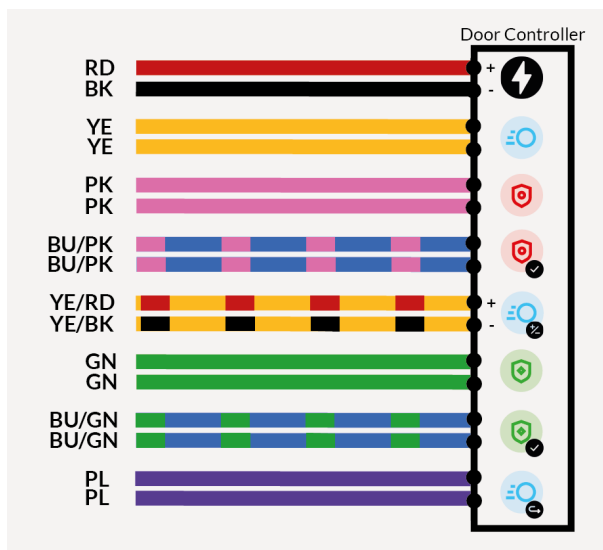 Door Controller
RD +
BK -
YE
YE
PK
PK
BU/PK
BU/PK
YE/RD +
YE/BK -
GN
GN
BU/GN
BU/GN
PL
PL